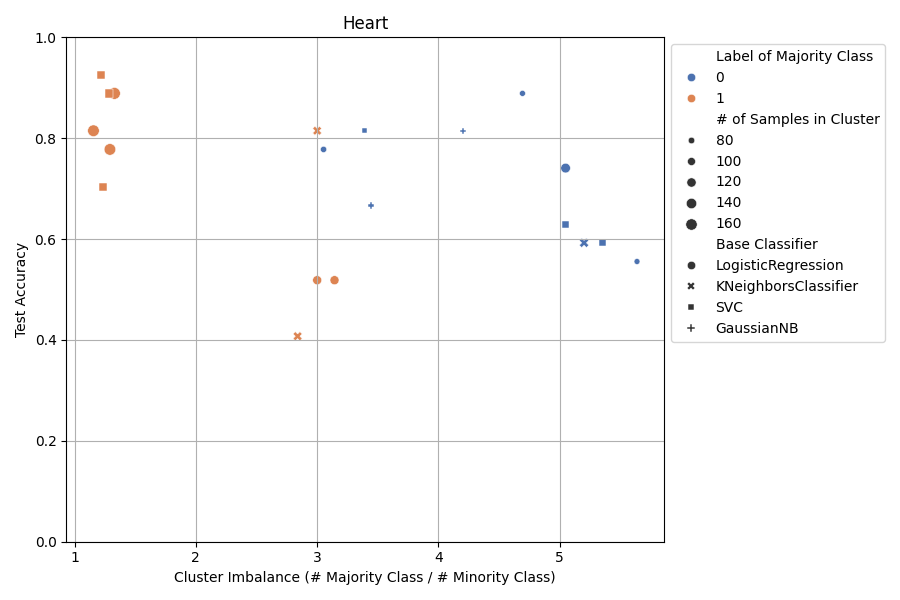 Heart
1.0
0.8
0.6
0.4
0.2
0.0
Test Accuracy
1
2
3
4
5
Cluster Imbalance (# Majority Class / # Minority Class)
Label of Majority Class
0
1
# of Samples in Cluster
80
100
120
140
160
Base Classifier
LogisticRegression
KNeighborsClassifier
SVC
GaussianNB